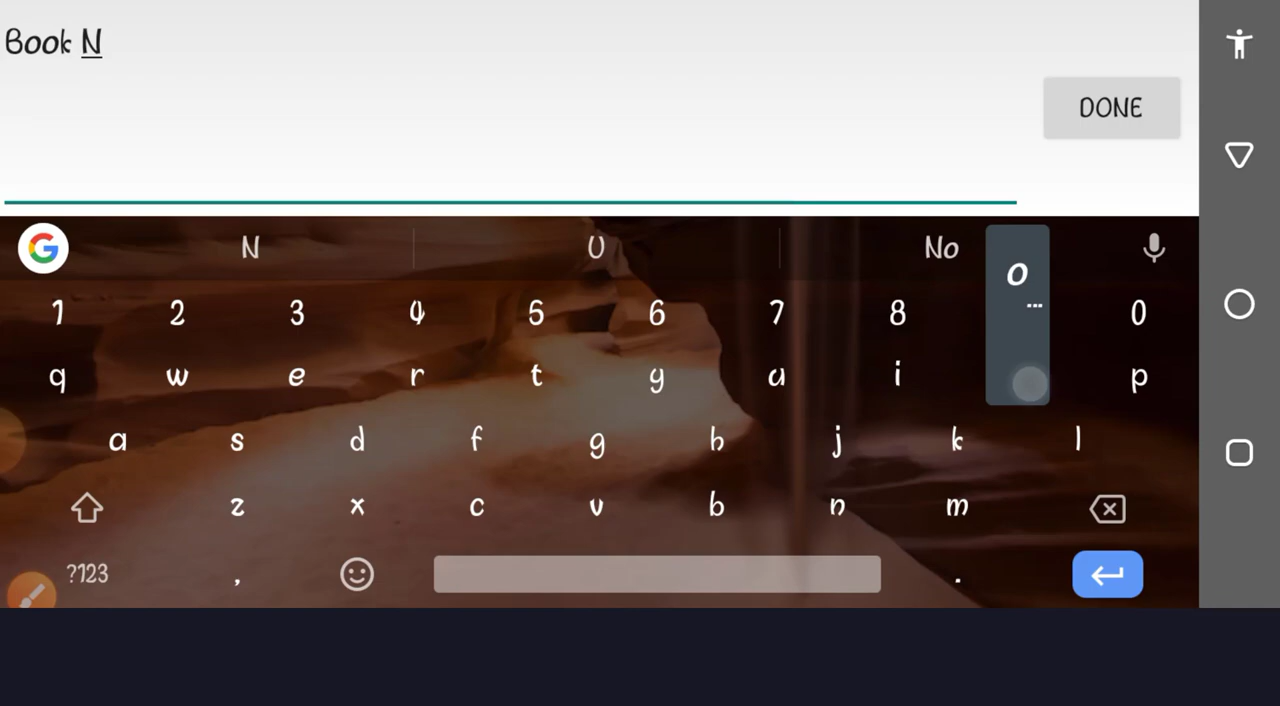 Book N
DONE
N U No
o
...
1 2 3 4 5 6 7 8 0
q w e r t y u i p
a s d f g h j k l
z x c v b n m
?123 , .